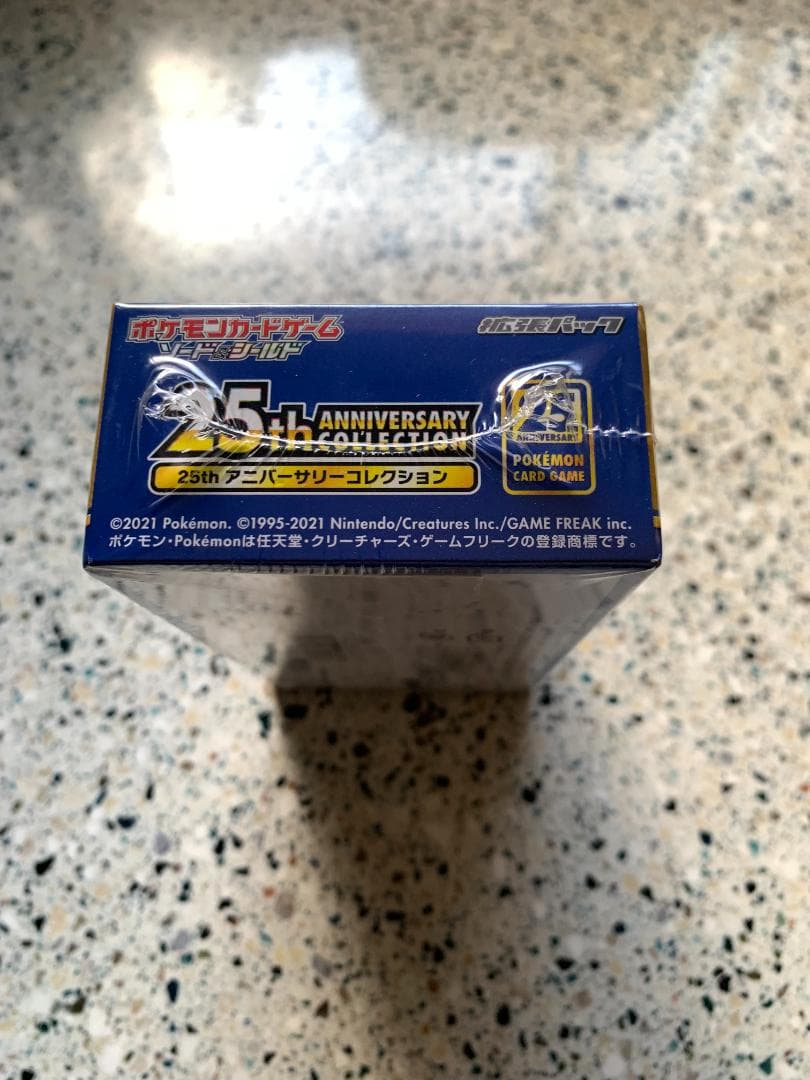 ポケモンカードゲーム
ソード&シールド
拡張パック
25th ANNIVERSARY COLLECTION
25th アニバーサリーコレクション
25 ANNIVERSARY
POKÉMON
CARD GAME
©2021 Pokémon. ©1995-2021 Nintendo/Creatures Inc./GAME FREAK inc.
ポケモン・Pokémonは任天堂・クリーチャーズ・ゲームフリークの登録商標です。